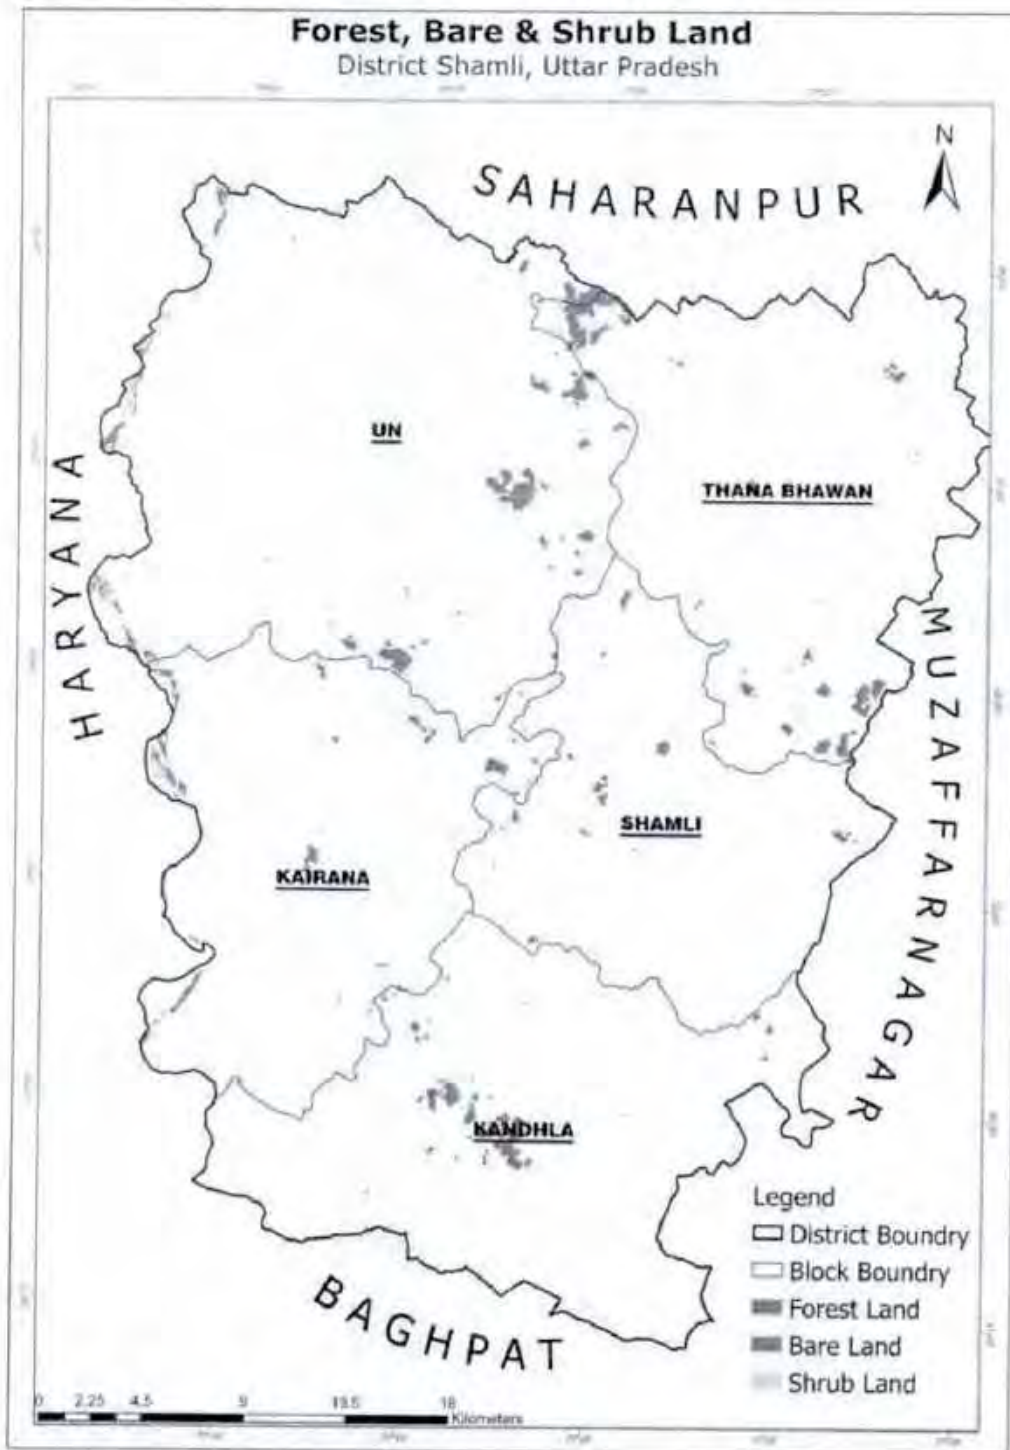 Forest, Bare & Shrub Land
District Shamli, Uttar Pradesh
N
SAHARANPUR
HARYANA
UN
THANA BHAWAN
MUZAFFARNAGAR
SHAMLI
KAIRANA
KANDHLA
BAGHPAT
Legend
District Boundry
Block Boundry
Forest Land
Bare Land
Shrub Land
0 2.25 4.5 9 13.5 18
Kilometers